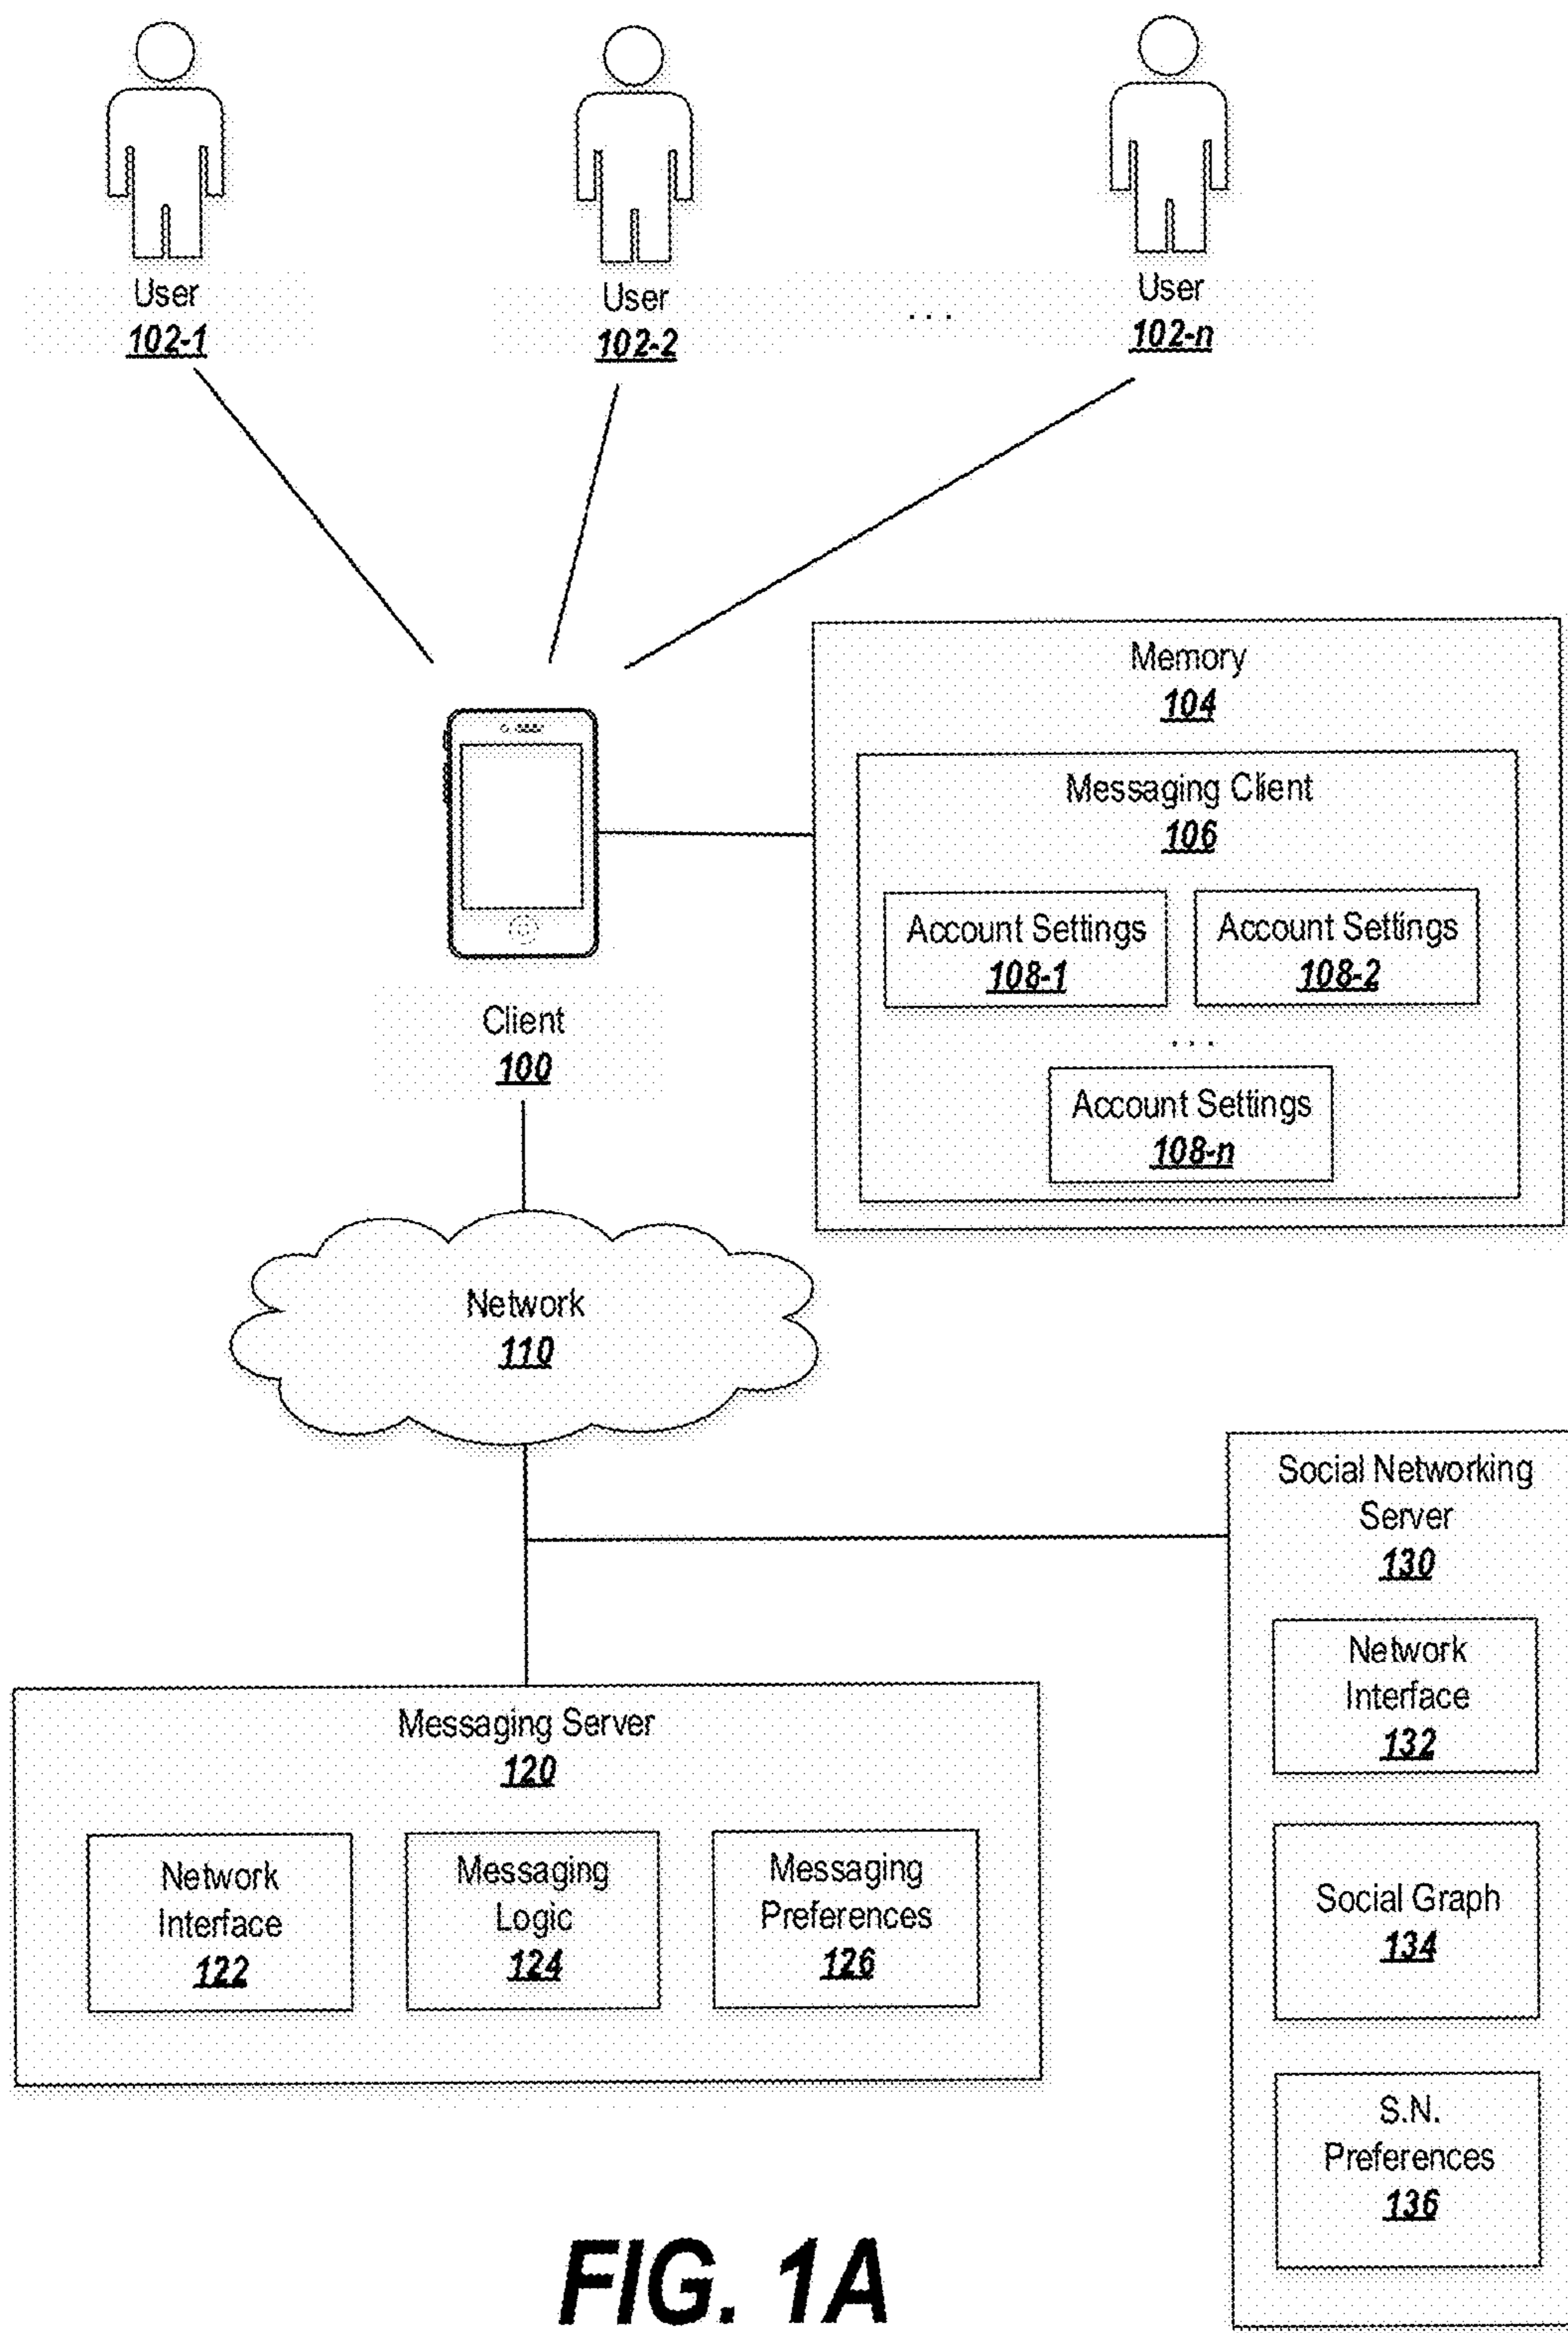 User
102-1
User
102-2
. . .
User
102-n
Memory
104
Messaging Client
106
Account Settings
108-1
Account Settings
108-2
. . .
Account Settings
108-n
Client
100
Network
110
Social Networking
Server
130
Network
Interface
132
Social Graph
134
S.N.
Preferences
136
Messaging Server
120
Network
Interface
122
Messaging
Logic
124
Messaging
Preferences
126
FIG. 1A